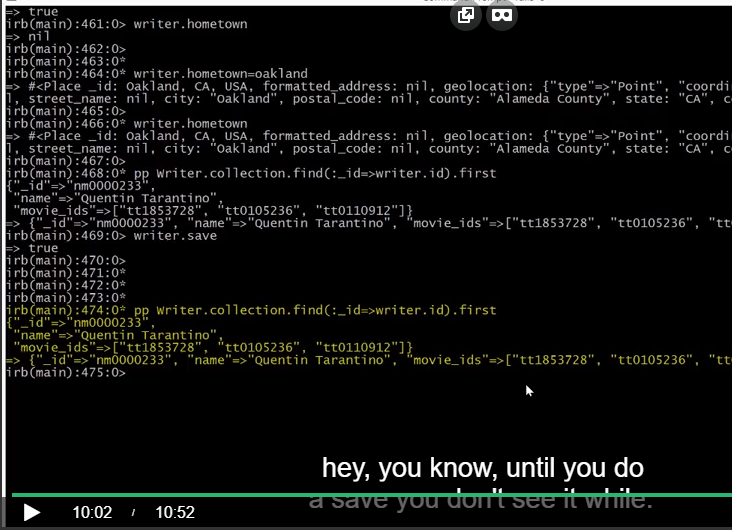 => true
irb(main):461:0> writer.hometown
=> nil
irb(main):462:0>
irb(main):463:0*
irb(main):464:0* writer.hometown=oakland
=> #<Place _id: Oakland, CA, USA, formatted_address: nil, geolocation: {"type"=>"Point", "coordi
l, street_name: nil, city: "Oakland", postal_code: nil, county: "Alameda County", state: "CA", c
irb(main):465:0>
irb(main):466:0* writer.hometown
=> #<Place _id: Oakland, CA, USA, formatted_address: nil, geolocation: {"type"=>"Point", "coordi
l, street_name: nil, city: "Oakland", postal_code: nil, county: "Alameda County", state: "CA", c
irb(main):467:0>
irb(main):468:0* pp Writer.collection.find(:_id=>writer.id).first
{"_id"=>"nm0000233",
 "name"=>"Quentin Tarantino",
 "movie_ids"=>["tt1853728", "tt0105236", "tt0110912"]}
=> {"_id"=>"nm0000233", "name"=>"Quentin Tarantino", "movie_ids"=>["tt1853728", "tt0105236", "tt
irb(main):469:0> writer.save
=> true
irb(main):470:0>
irb(main):471:0*
irb(main):472:0*
irb(main):473:0*
irb(main):474:0* pp Writer.collection.find(:_id=>writer.id).first
{"_id"=>"nm0000233",
 "name"=>"Quentin Tarantino",
 "movie_ids"=>["tt1853728", "tt0105236", "tt0110912"]}
=> {"_id"=>"nm0000233", "name"=>"Quentin Tarantino", "movie_ids"=>["tt1853728", "tt0105236", "tt
irb(main):475:0>
hey, you know, until you do
a save you don't see it while.
10:02 / 10:52